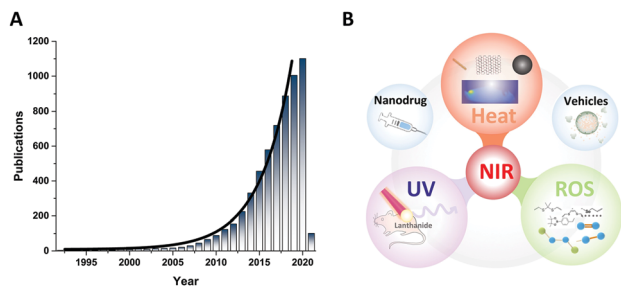 A
B
1200
1000
800
600
400
200
0
Publications
1995
2000
2005
2010
2015
2020
Year
Heat
Nanodrug
Vehicles
NIR
UV
Lanthanide
ROS